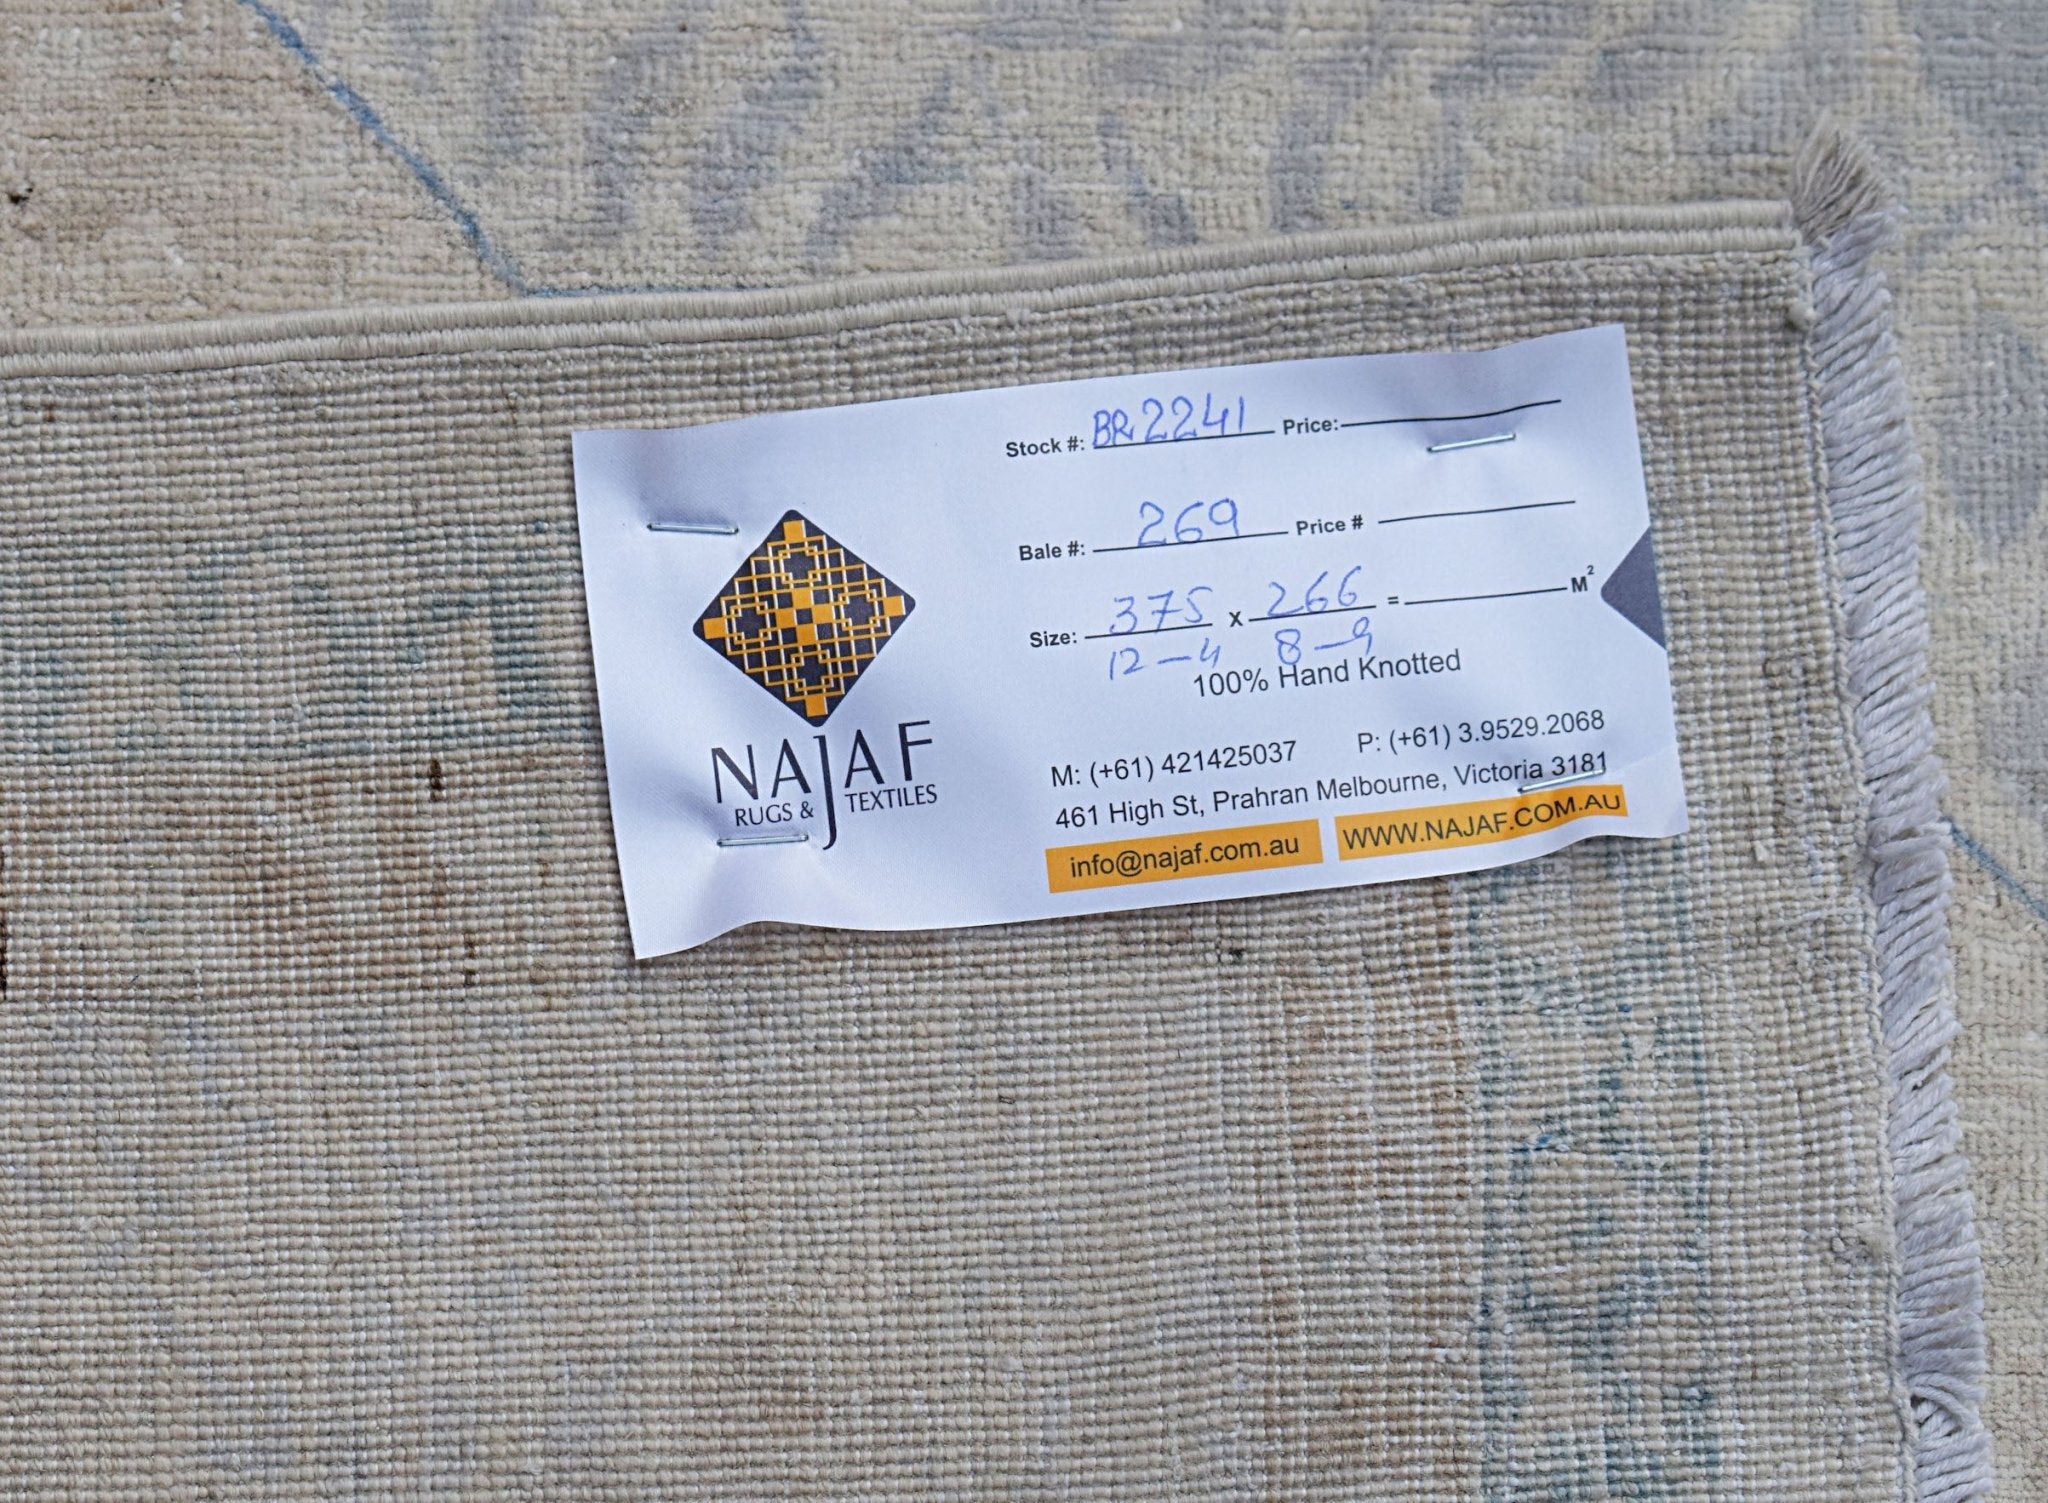 Stock #: BR2241 Price:
Bale #: 269 Price #
Size: 375 x 266 = M²
12-4 8-9
100% Hand Knotted
NAJAF
RUGS & TEXTILES
M: (+61) 421425037 P: (+61) 3.9529.2068
461 High St, Prahran Melbourne, Victoria 3181
info@najaf.com.au WWW.NAJAF.COM.AU